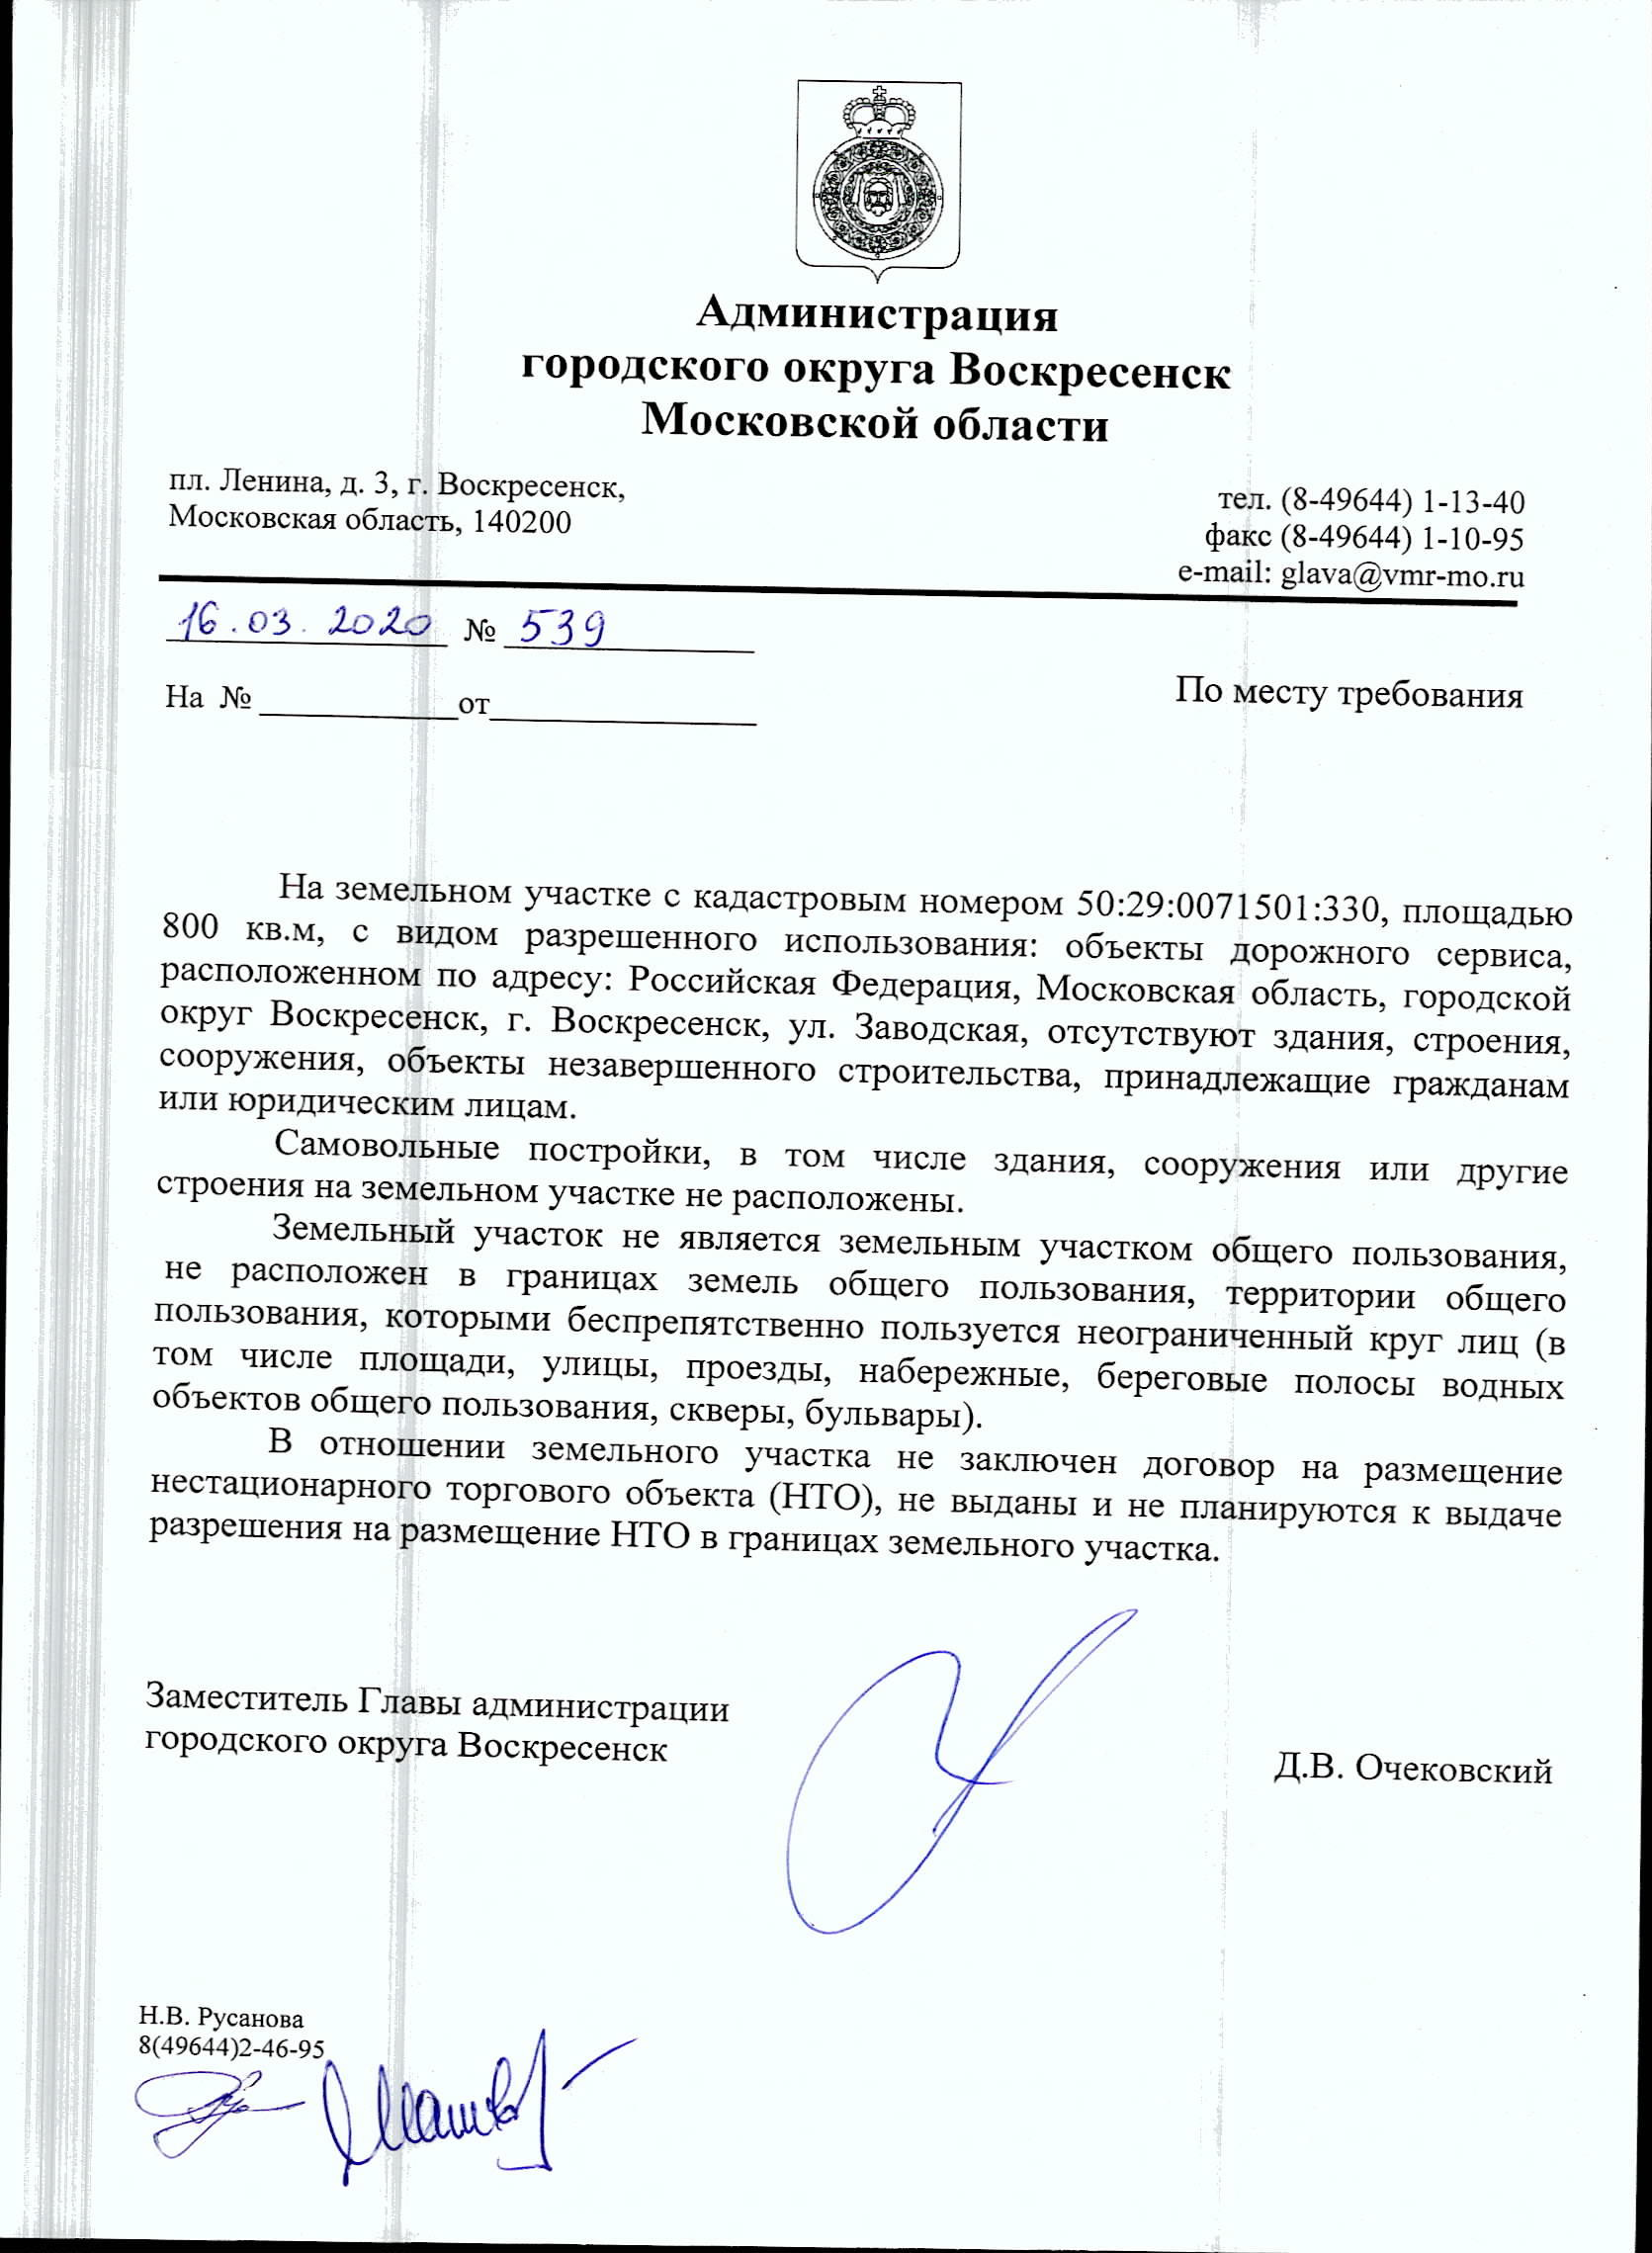 Администрация
городского округа Воскресенск
Московской области
пл. Ленина, д. 3, г. Воскресенск,
Московская область, 140200
тел. (8-49644) 1-13-40
факс (8-49644) 1-10-95
e-mail: glava@vmr-mo.ru
16.03.2020 № 539
На № ____________от________________
По месту требования
На земельном участке с кадастровым номером 50:29:0071501:330, площадью
800 кв.м, с видом разрешенного использования: объекты дорожного сервиса,
расположенном по адресу: Российская Федерация, Московская область, городской
округ Воскресенск, г. Воскресенск, ул. Заводская, отсутствуют здания, строения,
сооружения, объекты незавершенного строительства, принадлежащие гражданам
или юридическим лицам.
Самовольные постройки, в том числе здания, сооружения или другие
строения на земельном участке не расположены.
Земельный участок не является земельным участком общего пользования,
не расположен в границах земель общего пользования, территории общего
пользования, которыми беспрепятственно пользуется неограниченный круг лиц (в
том числе площади, улицы, проезды, набережные, береговые полосы водных
объектов общего пользования, скверы, бульвары).
В отношении земельного участка не заключен договор на размещение
нестационарного торгового объекта (НТО), не выданы и не планируются к выдаче
разрешения на размещение НТО в границах земельного участка.
Заместитель Главы администрации
городского округа Воскресенск
Д.В. Очековский
Н.В. Русанова
8(49644)2-46-95